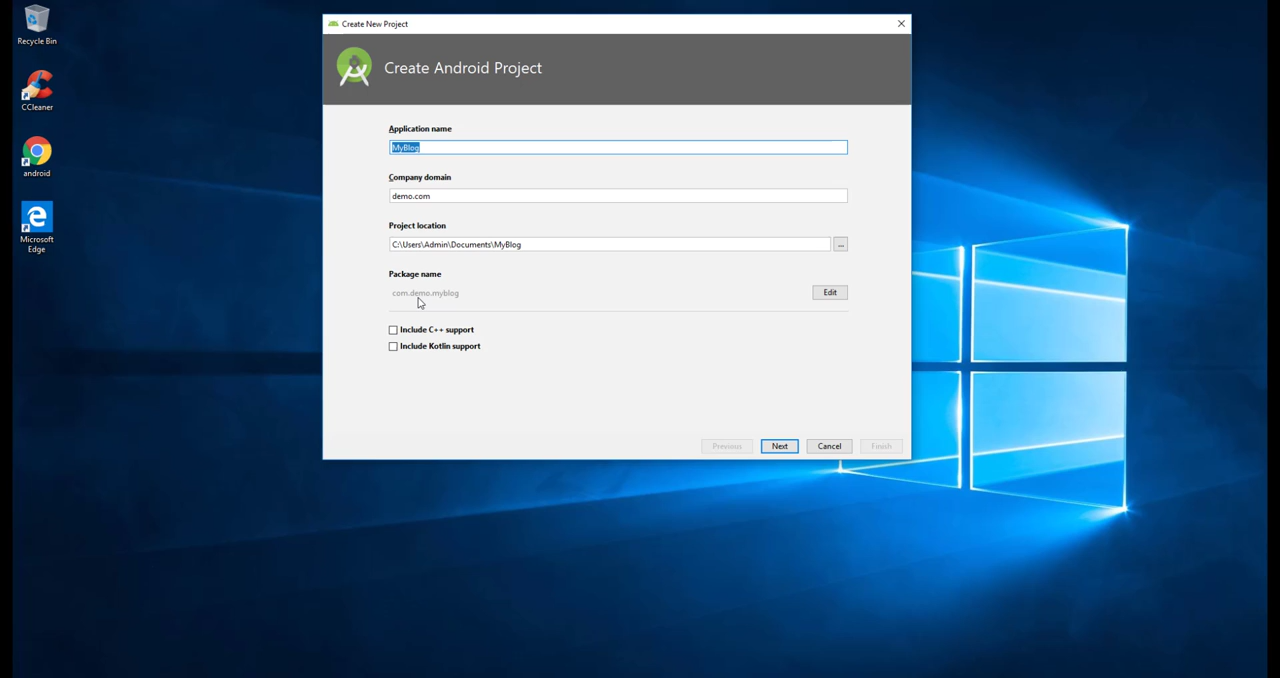 Recycle Bin
CCleaner
android
Microsoft
Edge
Create New Project
Create Android Project
Application name
MyBlog
Company domain
demo.com
Project location
C:\Users\Admin\Documents\MyBlog
...
Package name
com.demo.myblog
Edit
Include C++ support
Include Kotlin support
Previous
Next
Cancel
Finish